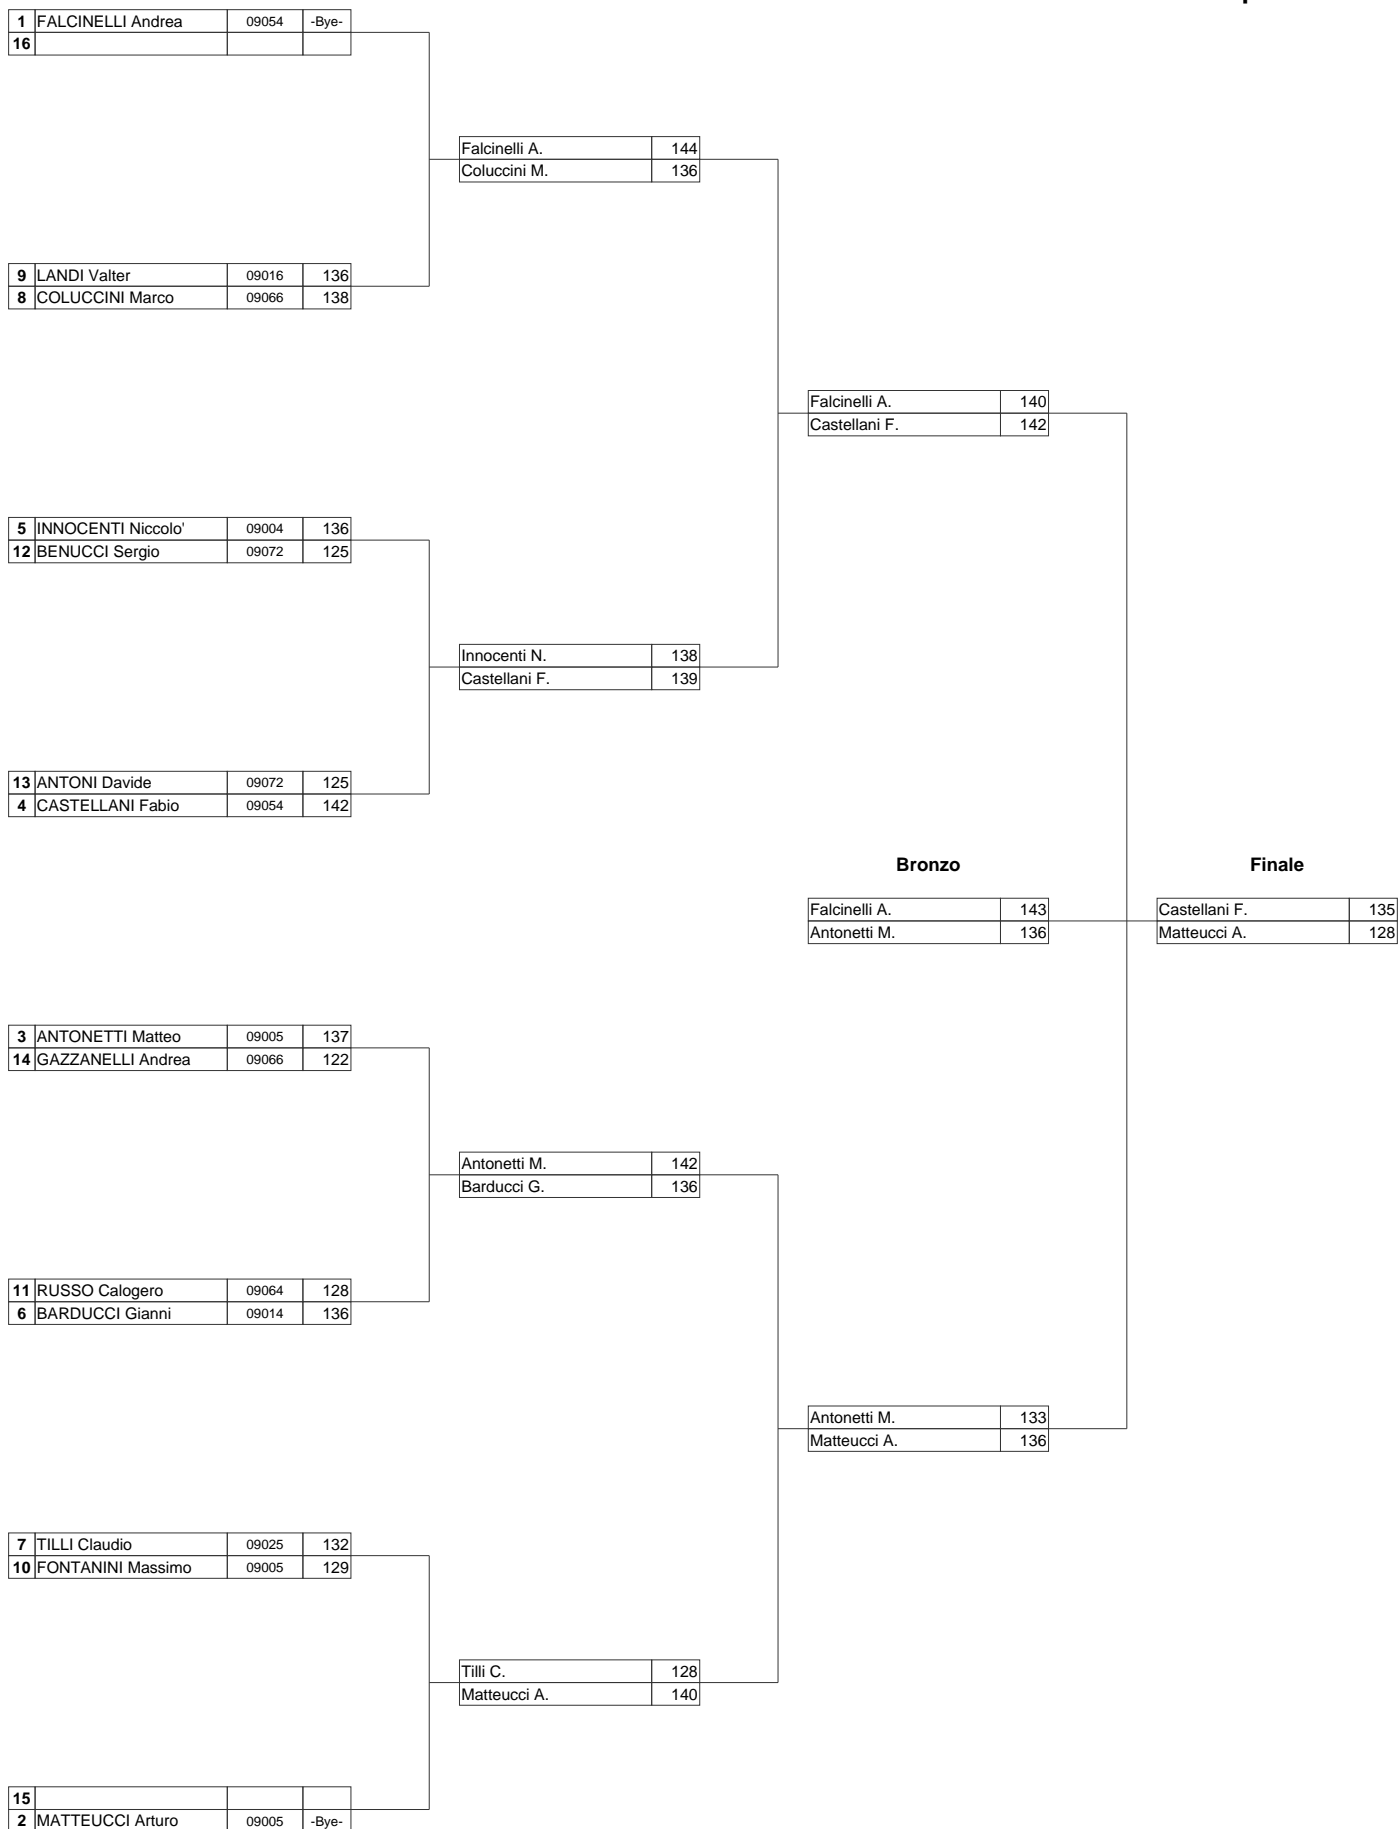 1 FALCINELLI Andrea 09054 -Bye-
16
Falcinelli A. 144
Coluccini M. 136
9 LANDI Valter 09016 136
8 COLUCCINI Marco 09066 138
Falcinelli A. 140
Castellani F. 142
5 INNOCENTI Niccolo' 09004 136
12 BENUCCI Sergio 09072 125
Innocenti N. 138
Castellani F. 139
13 ANTONI Davide 09072 125
4 CASTELLANI Fabio 09054 142
Bronzo Finale
Falcinelli A. 143 Castellani F. 135
Antonetti M. 136 Matteucci A. 128
3 ANTONETTI Matteo 09005 137
14 GAZZANELLI Andrea 09066 122
Antonetti M. 142
Barducci G. 136
11 RUSSO Calogero 09064 128
6 BARDUCCI Gianni 09014 136
Antonetti M. 133
Matteucci A. 136
7 TILLI Claudio 09025 132
10 FONTANINI Massimo 09005 129
Tilli C. 128
Matteucci A. 140
15
2 MATTEUCCI Arturo 09005 -Bye-